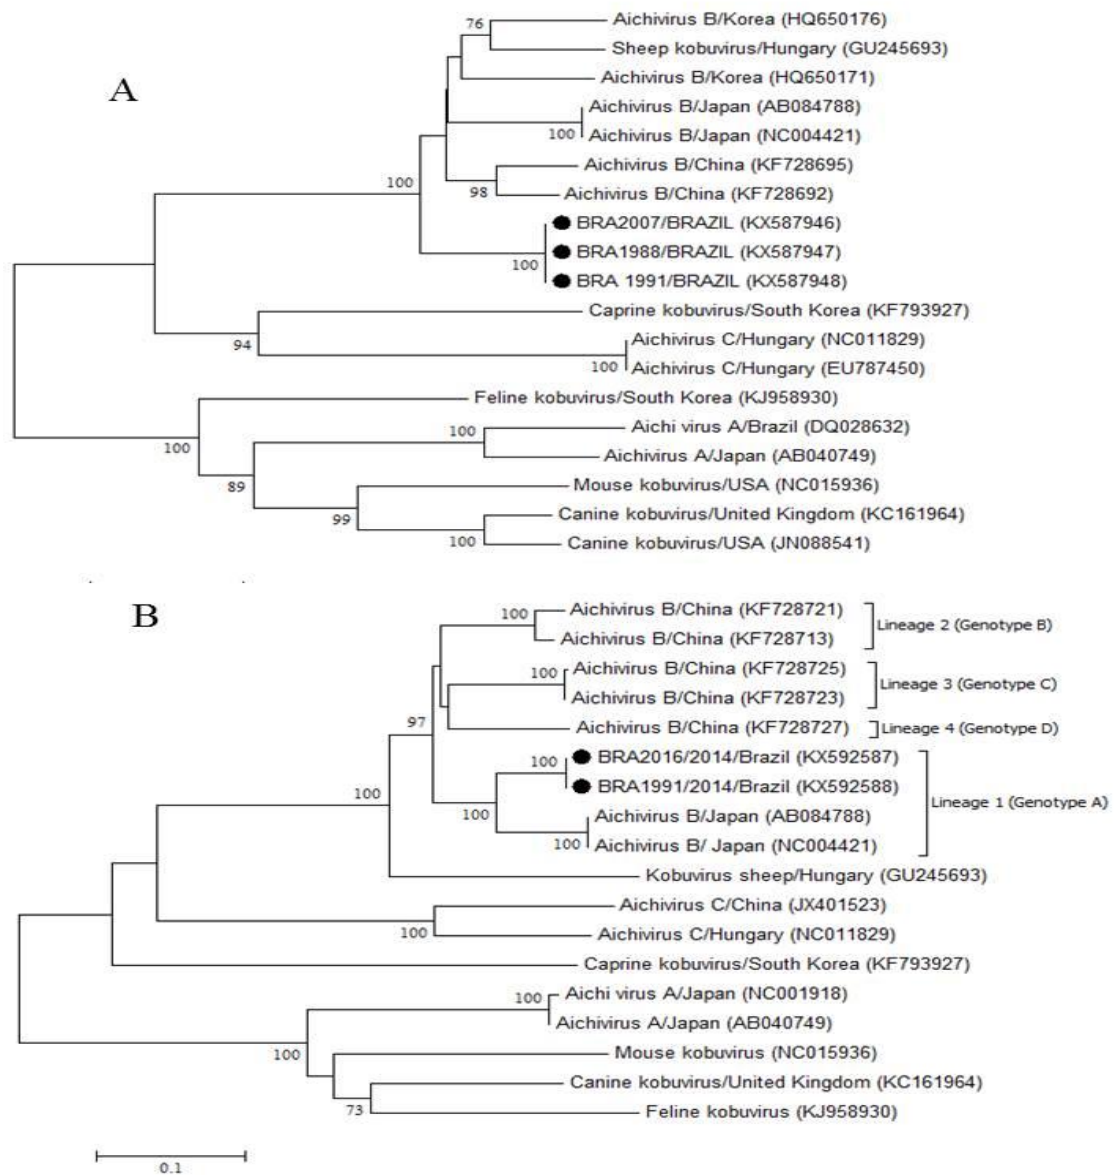 76
Aichivirus B/Korea (HQ650176)
Sheep kobuvirus/Hungary (GU245693)
A
Aichivirus B/Korea (HQ650171)
Aichivirus B/Japan (AB084788)
100
Aichivirus B/Japan (NC004421)
Aichivirus B/China (KF728695)
100
98
Aichivirus B/China (KF728692)
BRA2007/BRAZIL (KX587946)
BRA1988/BRAZIL (KX587947)
100
BRA 1991/BRAZIL (KX587948)
Caprine kobuvirus/South Korea (KF793927)
94
Aichivirus C/Hungary (NC011829)
100
Aichivirus C/Hungary (EU787450)
Feline kobuvirus/South Korea (KJ958930)
100
100
Aichi virus A/Brazil (DQ028632)
Aichivirus A/Japan (AB040749)
89
Mouse kobuvirus/USA (NC015936)
99
Canine kobuvirus/United Kingdom (KC161964)
100
Canine kobuvirus/USA (JN088541)
B
100
Aichivirus B/China (KF728721)
Lineage 2 (Genotype B)
Aichivirus B/China (KF728713)
100
Aichivirus B/China (KF728725)
Lineage 3 (Genotype C)
Aichivirus B/China (KF728723)
97
Aichivirus B/China (KF728727)
Lineage 4 (Genotype D)
100
BRA2016/2014/Brazil (KX592587)
100
BRA1991/2014/Brazil (KX592588)
Lineage 1 (Genotype A)
100
Aichivirus B/Japan (AB084788)
100
Aichivirus B/ Japan (NC004421)
Kobuvirus sheep/Hungary (GU245693)
Aichivirus C/China (JX401523)
100
Aichivirus C/Hungary (NC011829)
Caprine kobuvirus/South Korea (KF793927)
100
Aichi virus A/Japan (NC001918)
Aichivirus A/Japan (AB040749)
100
Mouse kobuvirus (NC015936)
Canine kobuvirus/United Kingdom (KC161964)
73
Feline kobuvirus (KJ958930)
0.1